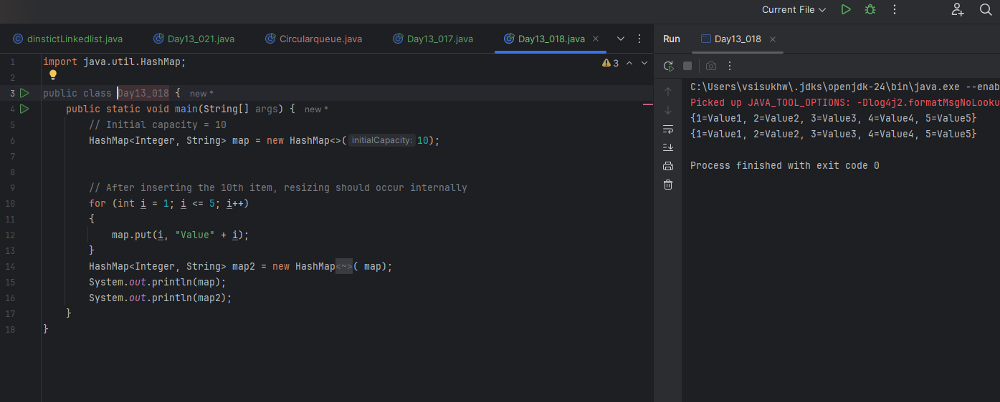 Current File
dinstictLinkedlist.java Day13_021.java Circularqueue.java Day13_017.java Day13_018.java
Run Day13_018
1 import java.util.HashMap;
3
2
3 public class Day13_018 { new *
4 public static void main(String[] args) { new *
5 // Initial capacity = 10
6 HashMap<Integer, String> map = new HashMap<>( initialCapacity: 10);
7
8
9 // After inserting the 10th item, resizing should occur internally
10 for (int i = 1; i <= 5; i++)
11 {
12 map.put(i, "Value" + i);
13 }
14 HashMap<Integer, String> map2 = new HashMap<~>( map);
15 System.out.println(map);
16 System.out.println(map2);
17 }
18 }
C:\Users\vsisukhw\.jdks\openjdk-24\bin\java.exe --enab
Picked up JAVA_TOOL_OPTIONS: -Dlog4j2.formatMsgNoLooku
{1=Value1, 2=Value2, 3=Value3, 4=Value4, 5=Value5}
{1=Value1, 2=Value2, 3=Value3, 4=Value4, 5=Value5}
Process finished with exit code 0